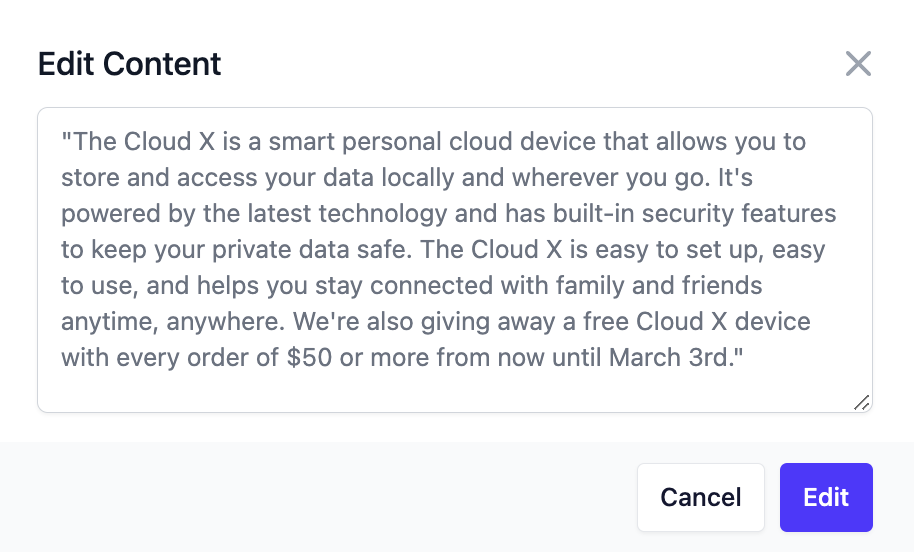 Edit Content
"The Cloud X is a smart personal cloud device that allows you to
store and access your data locally and wherever you go. It's
powered by the latest technology and has built-in security features
to keep your private data safe. The Cloud X is easy to set up, easy
to use, and helps you stay connected with family and friends
anytime, anywhere. We're also giving away a free Cloud X device
with every order of $50 or more from now until March 3rd."
Cancel
Edit